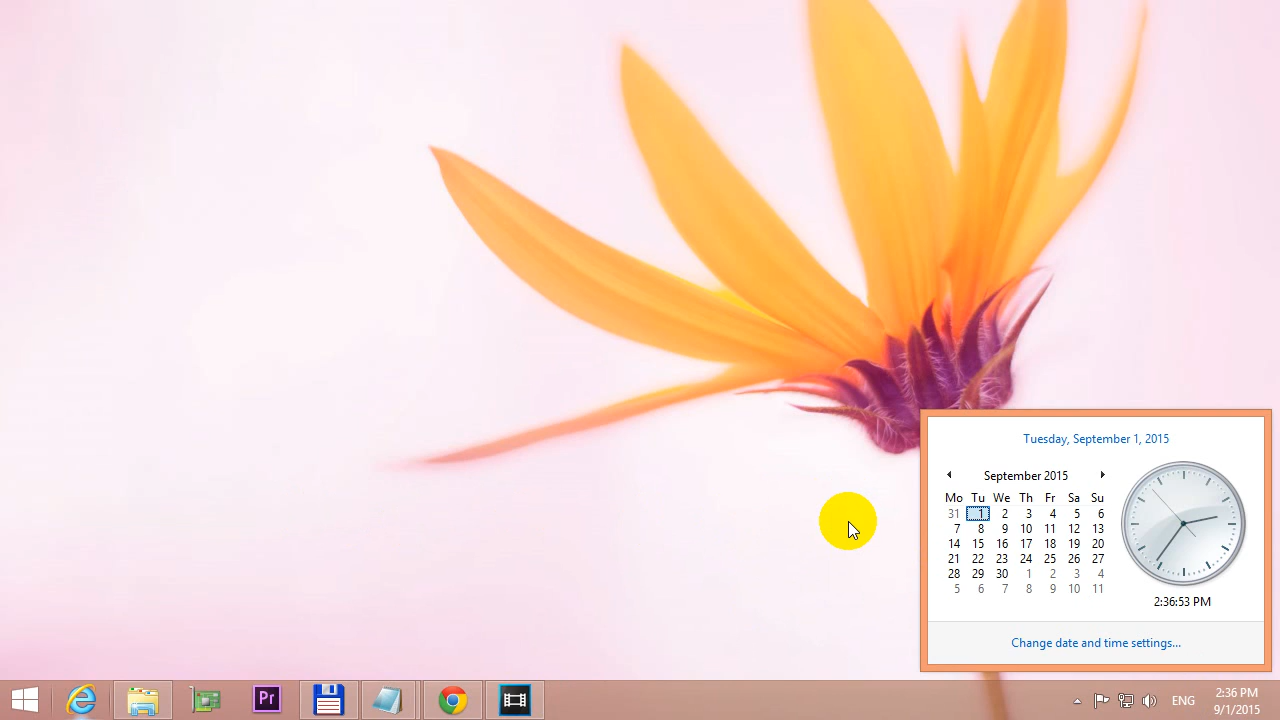 Tuesday, September 1, 2015
September 2015
Mo Tu We Th Fr Sa Su
31 1 2 3 4 5 6
7 8 9 10 11 12 13
14 15 16 17 18 19 20
21 22 23 24 25 26 27
28 29 30 1 2 3 4
5 6 7 8 9 10 11
2:36:53 PM
Change date and time settings...
Pr
ENG
2:36 PM
9/1/2015